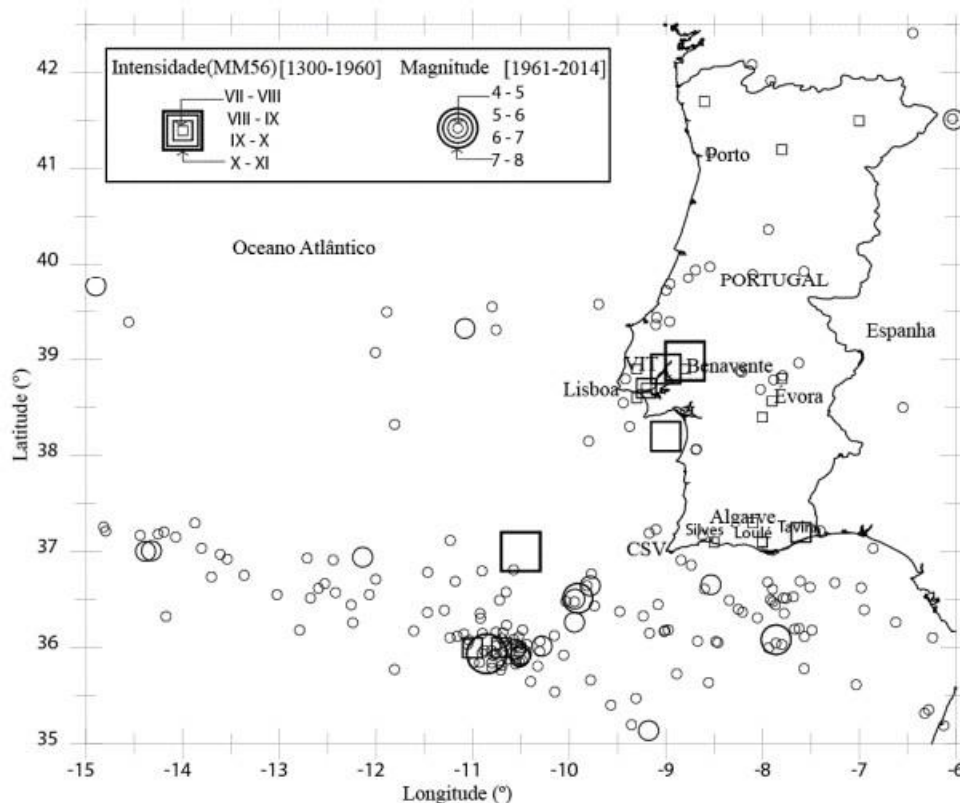 Intensidade(MM56) [1300-1960]
VII - VIII
VIII - IX
IX - X
X - XI
Magnitude [1961-2014]
4 - 5
5 - 6
6 - 7
7 - 8
Oceano Atlântico
Porto
PORTUGAL
Espanha
VIT
Benavente
Lisboa
Evora
Algarve
Silves
Loulé
Tavira
CSV
Latitude (º)
42
41
40
39
38
37
36
35
-15
-14
-13
-12
-11
-10
-9
-8
-7
-6
Longitude (º)